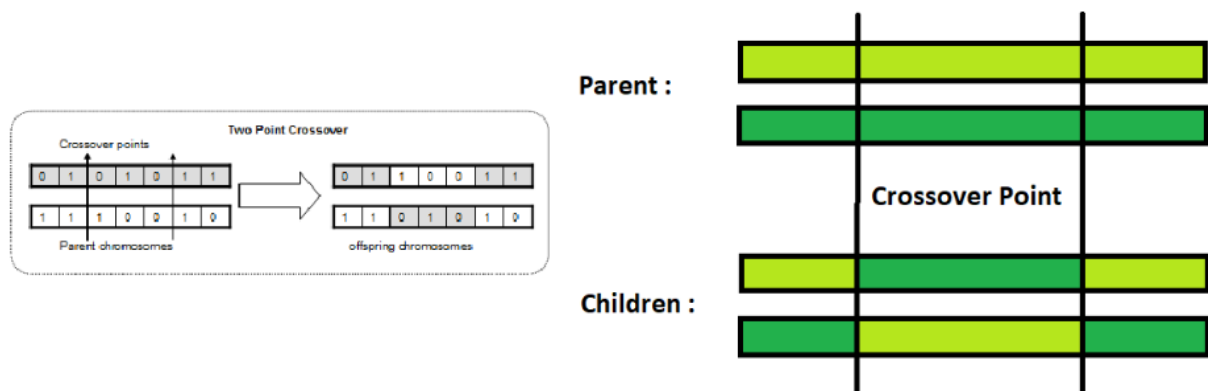 Two Point Crossover
Crossover points
0 1 0 1 0 1 1
0 1 1 0 0 1 1
1 1 1 0 0 1 0
1 1 0 1 0 1 0
Parent chromosomes
offspring chromosomes
Parent :
Crossover Point
Children :